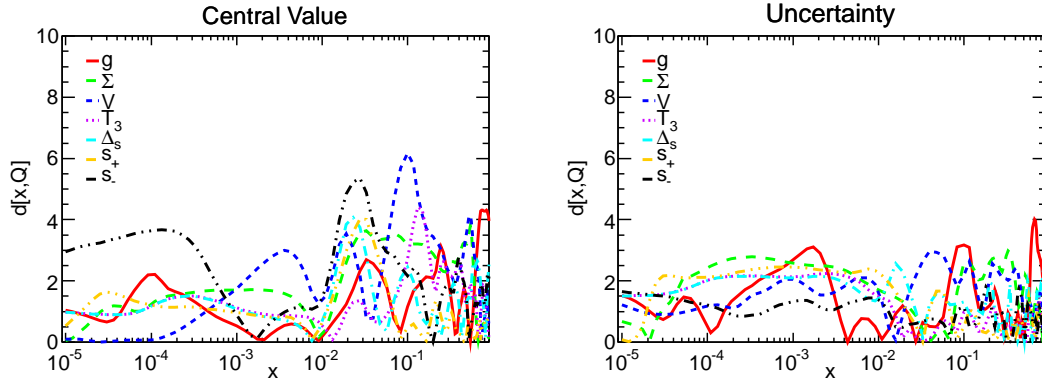 Central Value
10
8
6
4
2
0
d[x,Q]
g
Σ
V
T₃
Δₛ
s₊
s₋
10⁻⁵
10⁻⁴
10⁻³
10⁻²
10⁻¹
x
Uncertainty
10
8
6
4
2
0
d[x,Q]
g
Σ
V
T₃
Δₛ
s₊
s₋
10⁻⁵
10⁻⁴
10⁻³
10⁻²
10⁻¹
x